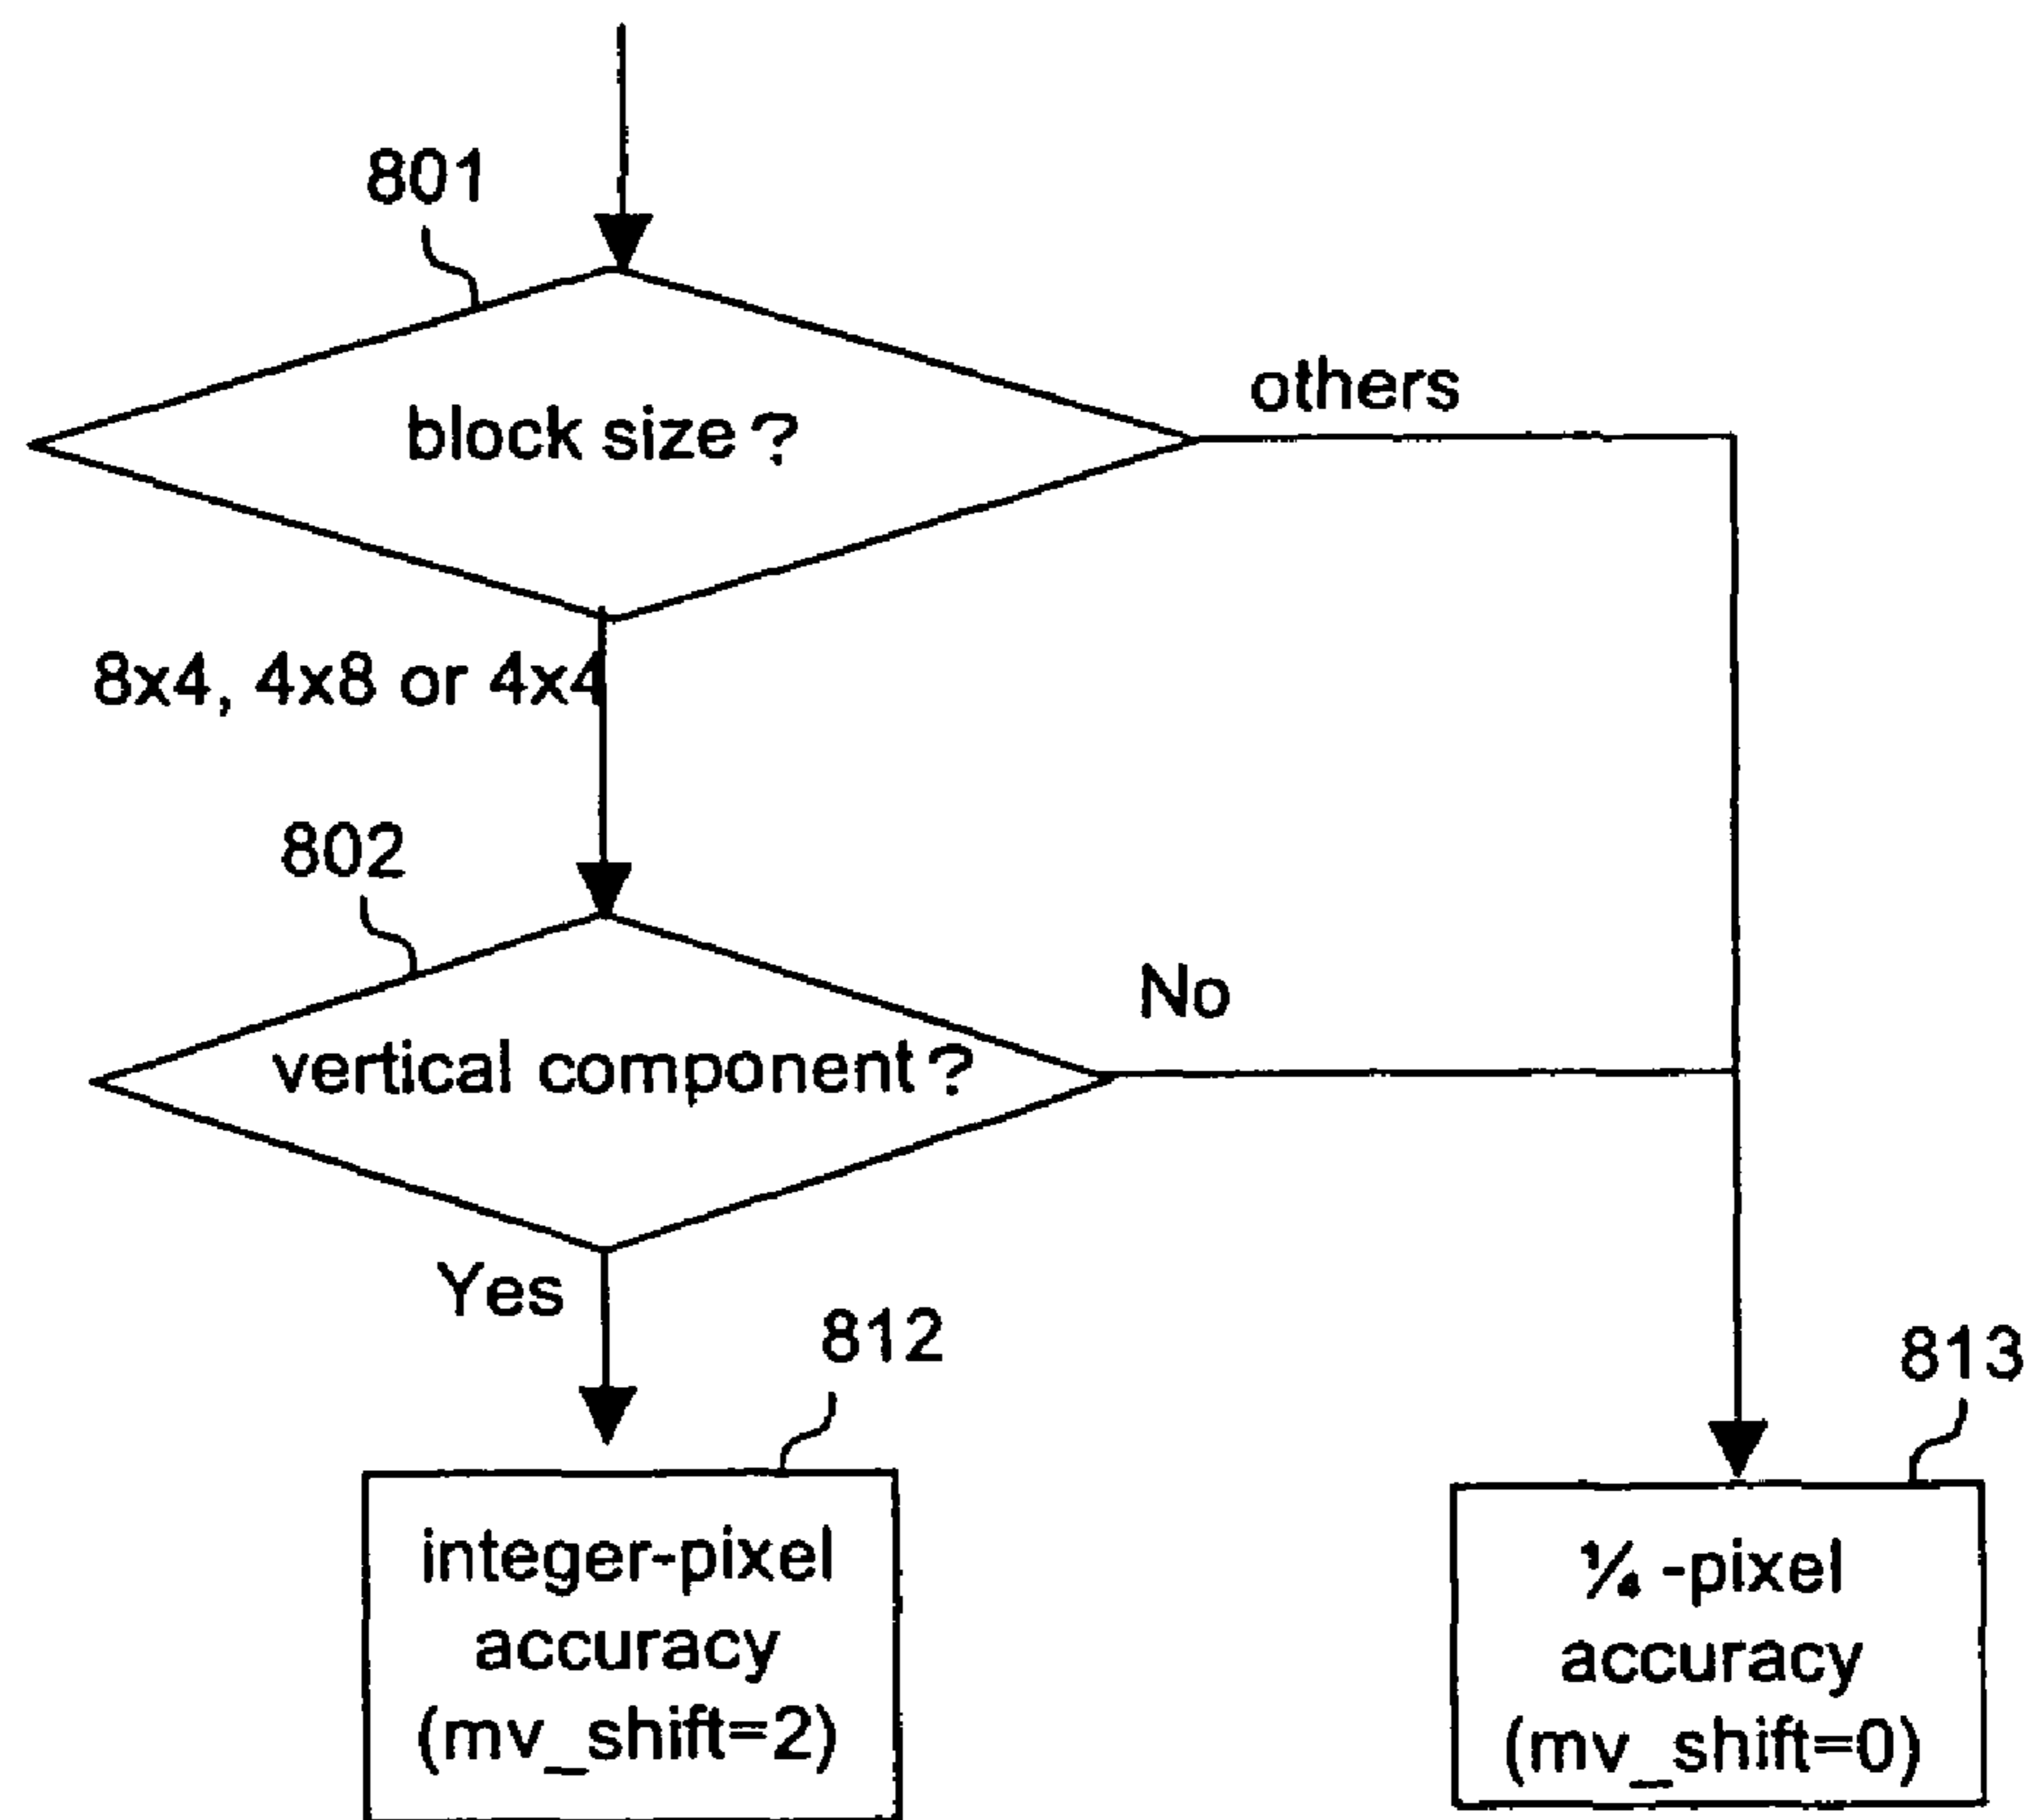 801
block size ?
others
8x4, 4x8 or 4x4
802
vertical component ?
No
Yes
812
integer-pixel
accuracy
(mv_shift=2)
813
¼ -pixel
accuracy
(mv_shift=0)